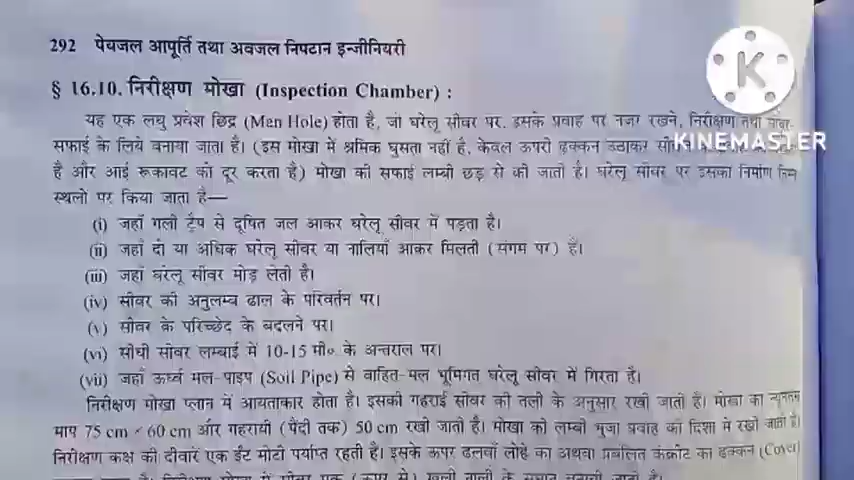 292 पेयजल आपूर्ति तथा अवजल निपटान इन्जीनियरी
§ 16.10. निरीक्षण मोखा (Inspection Chamber) :
यह एक लघु प्रवेश छिद्र (Man Hole) होता है, जो घरेलू सीवर पर, इसके प्रवाह पर नजर रखने, निरीक्षण तथा
सफाई के लिये बनाया जाता है। (इस मोखा में श्रमिक घुसता नहीं है, केवल ऊपरी ढक्कन उठाकर
है और आई रूकावट को दूर करता है) मोखा की सफाई लम्बी छड़ से की जाती है। घरेलू सीवर पर इसका निर्माण निम्न
स्थलों पर किया जाता है—
(i) जहाँ गली ट्रैप से दूषित जल आकर घरेलू सीवर में पड़ता है।
(ii) जहाँ दो या अधिक घरेलू सीवर या नालियाँ आकर मिलती (संगम पर) हैं।
(iii) जहाँ घरेलू सीवर मोड़ लेती है।
(iv) सीवर की अनुलम्ब ढाल के परिवर्तन पर।
(v) सीवर के परिच्छेद के बदलने पर।
(vi) सीधी सीवर लम्बाई में 10-15 मी० के अन्तराल पर।
(vii) जहाँ ऊर्ध्व मल-पाइप (Soil Pipe) से वाहित-मल भूमिगत घरेलू सीवर में गिरता है।
निरीक्षण मोखा प्लान में आयताकार होता है। इसकी गहराई सीवर की तली के अनुसार रखी जाती है। मोखा का न्यूनतम
माप 75 cm × 60 cm और गहरायी (पैंदी तक) 50 cm रखी जाती है। मोखा की लम्बी भुजा प्रवाह की दिशा में रखी जाती है।
निरीक्षण कक्ष की दीवारें एक ईंट मोटी पर्याप्त रहती है। इसके ऊपर ढलवाँ लोहे का अथवा प्रबलित कंक्रीट का ढक्कन (Cover)
K
KINEMASTER